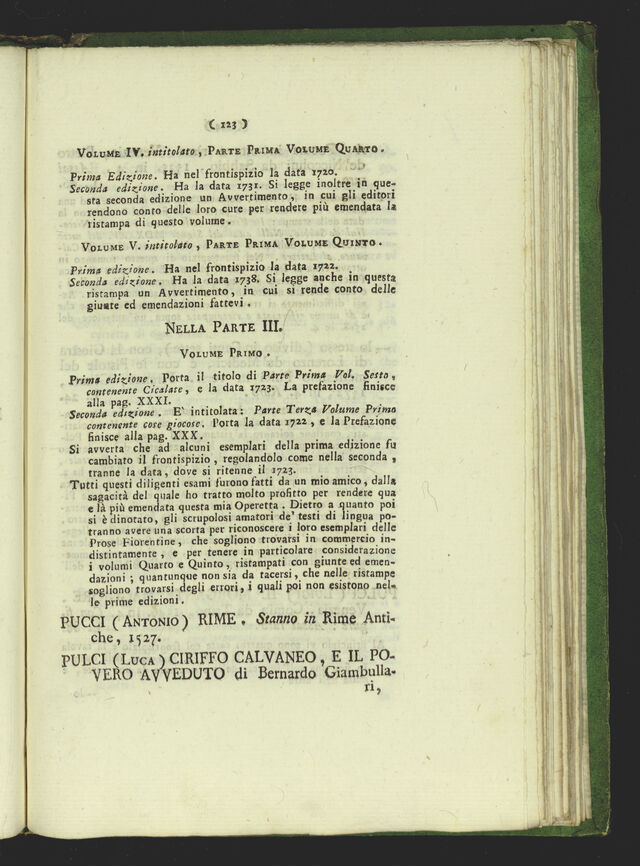 ( 123 )
VOLUME IV. intitolato, PARTE PRIMA VOLUME QUARTO.
Prima Edizione. Ha nel frontispizio la data 1720.
Seconda edizione. Ha la data 1731. Si legge inoltre in que-
sta seconda edizione un Avvertimento, in cui gli editori
rendono conto delle loro cure per rendere più emendata la
ristampa di questo volume.
VOLUME V. intitolato, PARTE PRIMA VOLUME QUINTO.
Prima edizione. Ha nel frontispizio la data 1722.
Seconda edizione. Ha la data 1738. Si legge anche in questa
ristampa un Avvertimento, in cui si rende conto delle
giunte ed emendazioni fattevi.
NELLA PARTE III.
VOLUME PRIMO.
Prima edizione. Porta il titolo di Parte Prima Vol. Sesto,
contenente Cicalate, e la data 1723. La prefazione finisce
alla pag. XXXI.
Seconda edizione. E' intitolata: Parte Terza Volume Primo
contenente cose giocose. Porta la data 1722, e la Prefazione
finisce alla pag. XXX.
Si avverta che ad alcuni esemplari della prima edizione fu
cambiato il frontispizio, regolandolo come nella seconda,
tranne la data, dove si ritenne il 1723.
Tutti questi diligenti esami furono fatti da un mio amico, dalla
sagacità del quale ho tratto molto profitto per rendere qua
e là più emendata questa mia Operetta. Dietro a quanto poi
si è dinotato, gli scrupolosi amatori de' testi di lingua po-
tranno avere una scorta per riconoscere i loro esemplari delle
Prose Fiorentine, che sogliono trovarsi in commercio in-
distintamente, e per tenere in particolare considerazione
i volumi Quarto e Quinto, ristampati con giunte ed emen-
dazioni; quantunque non sia da tacersi, che nelle ristampe
sogliono trovarsi degli errori, i quali poi non esistono nel-
le prime edizioni.
PUCCI (ANTONIO) RIME. Stanno in Rime Anti-
che, 1527.
PULCI (LUCA) CIRIFFO CALVANEO, E IL PO-
VERO AVVEDUTO di Bernardo Giambulla-
ri,